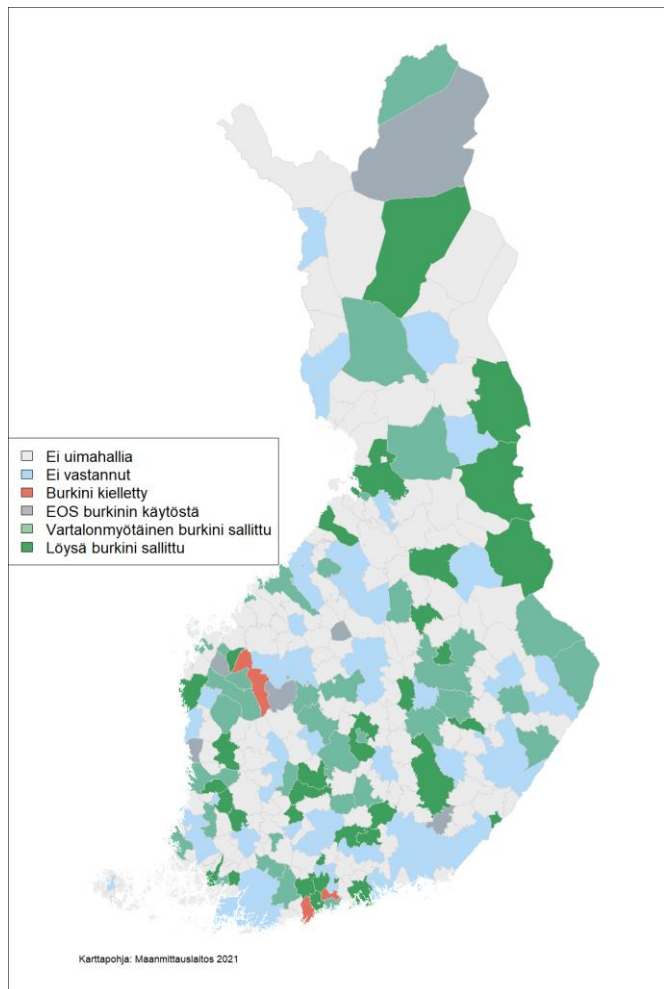 Ei uimahallia
Ei vastannut
Burkini kielletty
EOS burkinin käytöstä
Vartalonmyötäinen burkini sallittu
Löysä burkini sallittu
Karttapohja: Maanmittauslaitos 2021